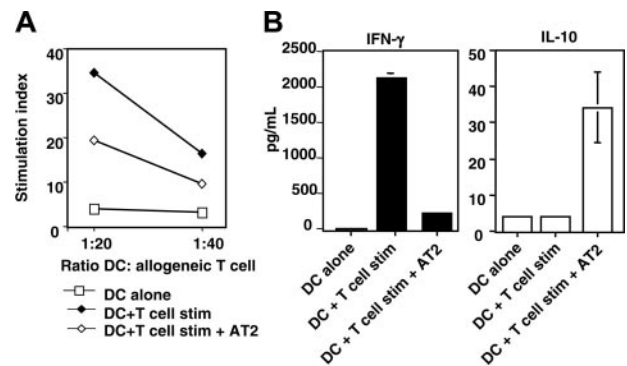 A
Stimulation index
40
30
20
10
0
1:20 1:40
Ratio DC: allogeneic T cell
DC alone
DC+T cell stim
DC+T cell stim + AT2
B
IFN-γ
pg/mL
2500
2000
1500
1000
500
0
DC alone
DC + T cell stim
DC + T cell stim + AT2
IL-10
40
30
20
10
0
DC alone
DC + T cell stim
DC + T cell stim + AT2